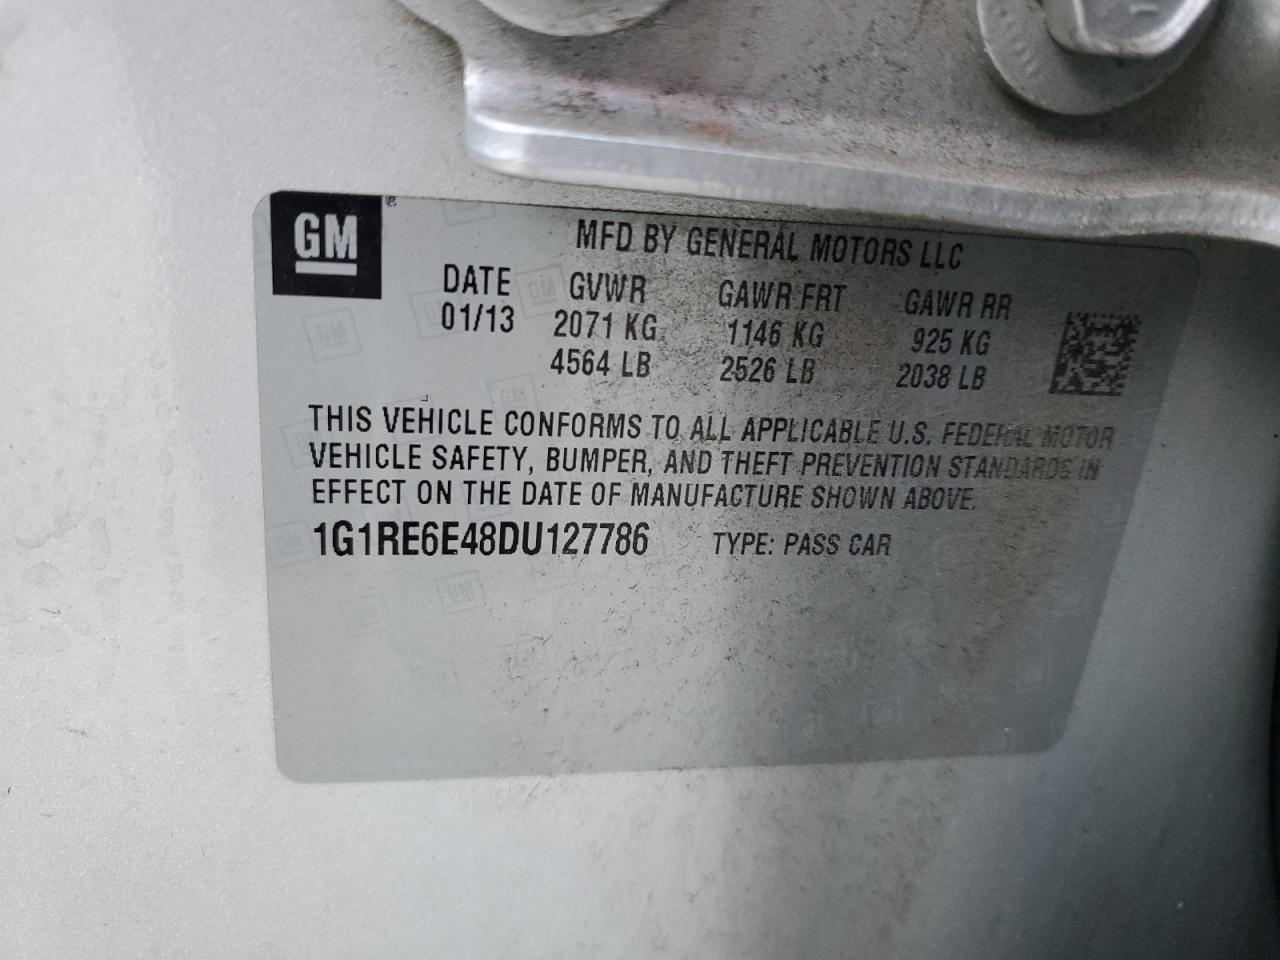 GM
MFD BY GENERAL MOTORS LLC
DATE GVWR GAWR FRT GAWR RR
01/13 2071 KG 1146 KG 925 KG
4564 LB 2526 LB 2038 LB
THIS VEHICLE CONFORMS TO ALL APPLICABLE U.S. FEDERAL MOTOR
VEHICLE SAFETY, BUMPER, AND THEFT PREVENTION STANDARDS IN
EFFECT ON THE DATE OF MANUFACTURE SHOWN ABOVE.
1G1RE6E48DU127786 TYPE: PASS CAR